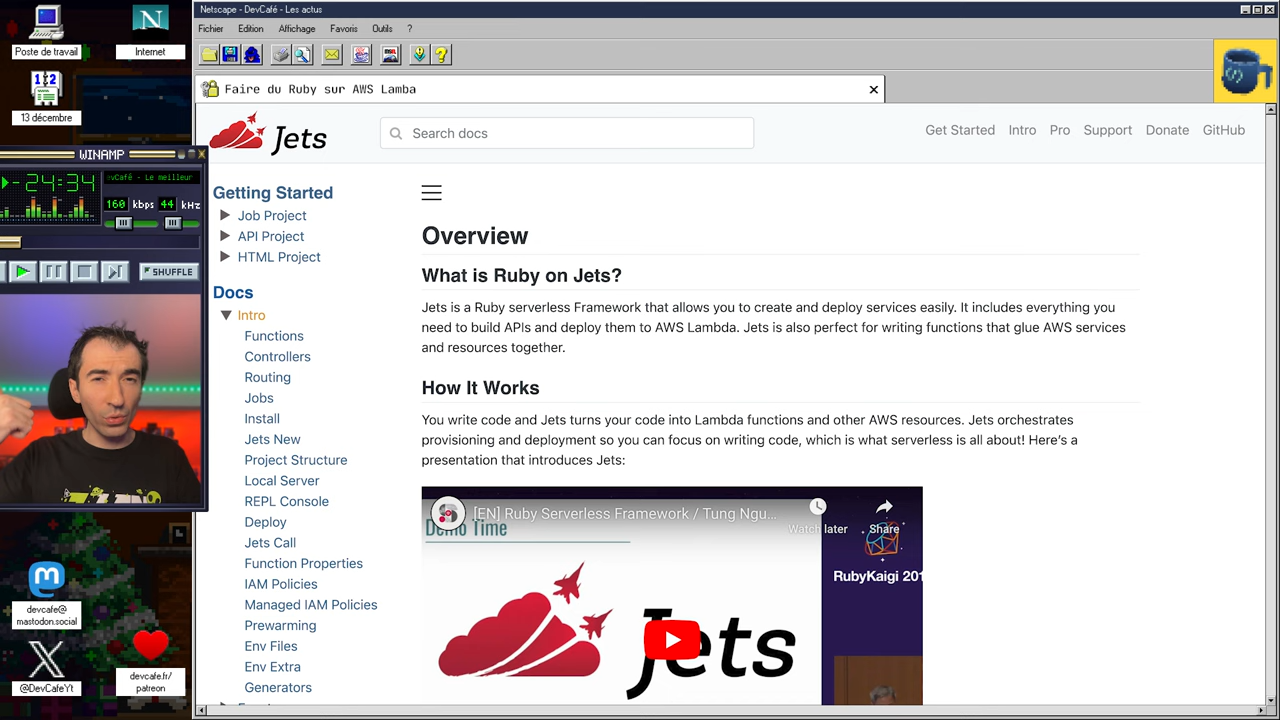 Netscape - DevCafé - Les actus
Fichier Edition Affichage Favoris Outils ?
Poste de travail
Internet
13 décembre
Faire du Ruby sur AWS Lamba
WINAMP
-24:34
evCafé - Le meilleur
160 kbps 44 kHz
SHUFFLE
devcafe@
mastodon.social
@DevCafeYt
devcafe.fr/
patreon
Jets
Search docs
Get Started Intro Pro Support Donate GitHub
Getting Started
Job Project
API Project
HTML Project
Docs
Intro
Functions
Controllers
Routing
Jobs
Install
Jets New
Project Structure
Local Server
REPL Console
Deploy
Jets Call
Function Properties
IAM Policies
Managed IAM Policies
Prewarming
Env Files
Env Extra
Generators
Overview
What is Ruby on Jets?
Jets is a Ruby serverless Framework that allows you to create and deploy services easily. It includes everything you
need to build APIs and deploy them to AWS Lambda. Jets is also perfect for writing functions that glue AWS services
and resources together.
How It Works
You write code and Jets turns your code into Lambda functions and other AWS resources. Jets orchestrates
provisioning and deployment so you can focus on writing code, which is what serverless is all about! Here's a
presentation that introduces Jets:
[EN] Ruby Serverless Framework / Tung Ngu...
Watch later
Share
Demo Time
RubyKaigi 201
Jets